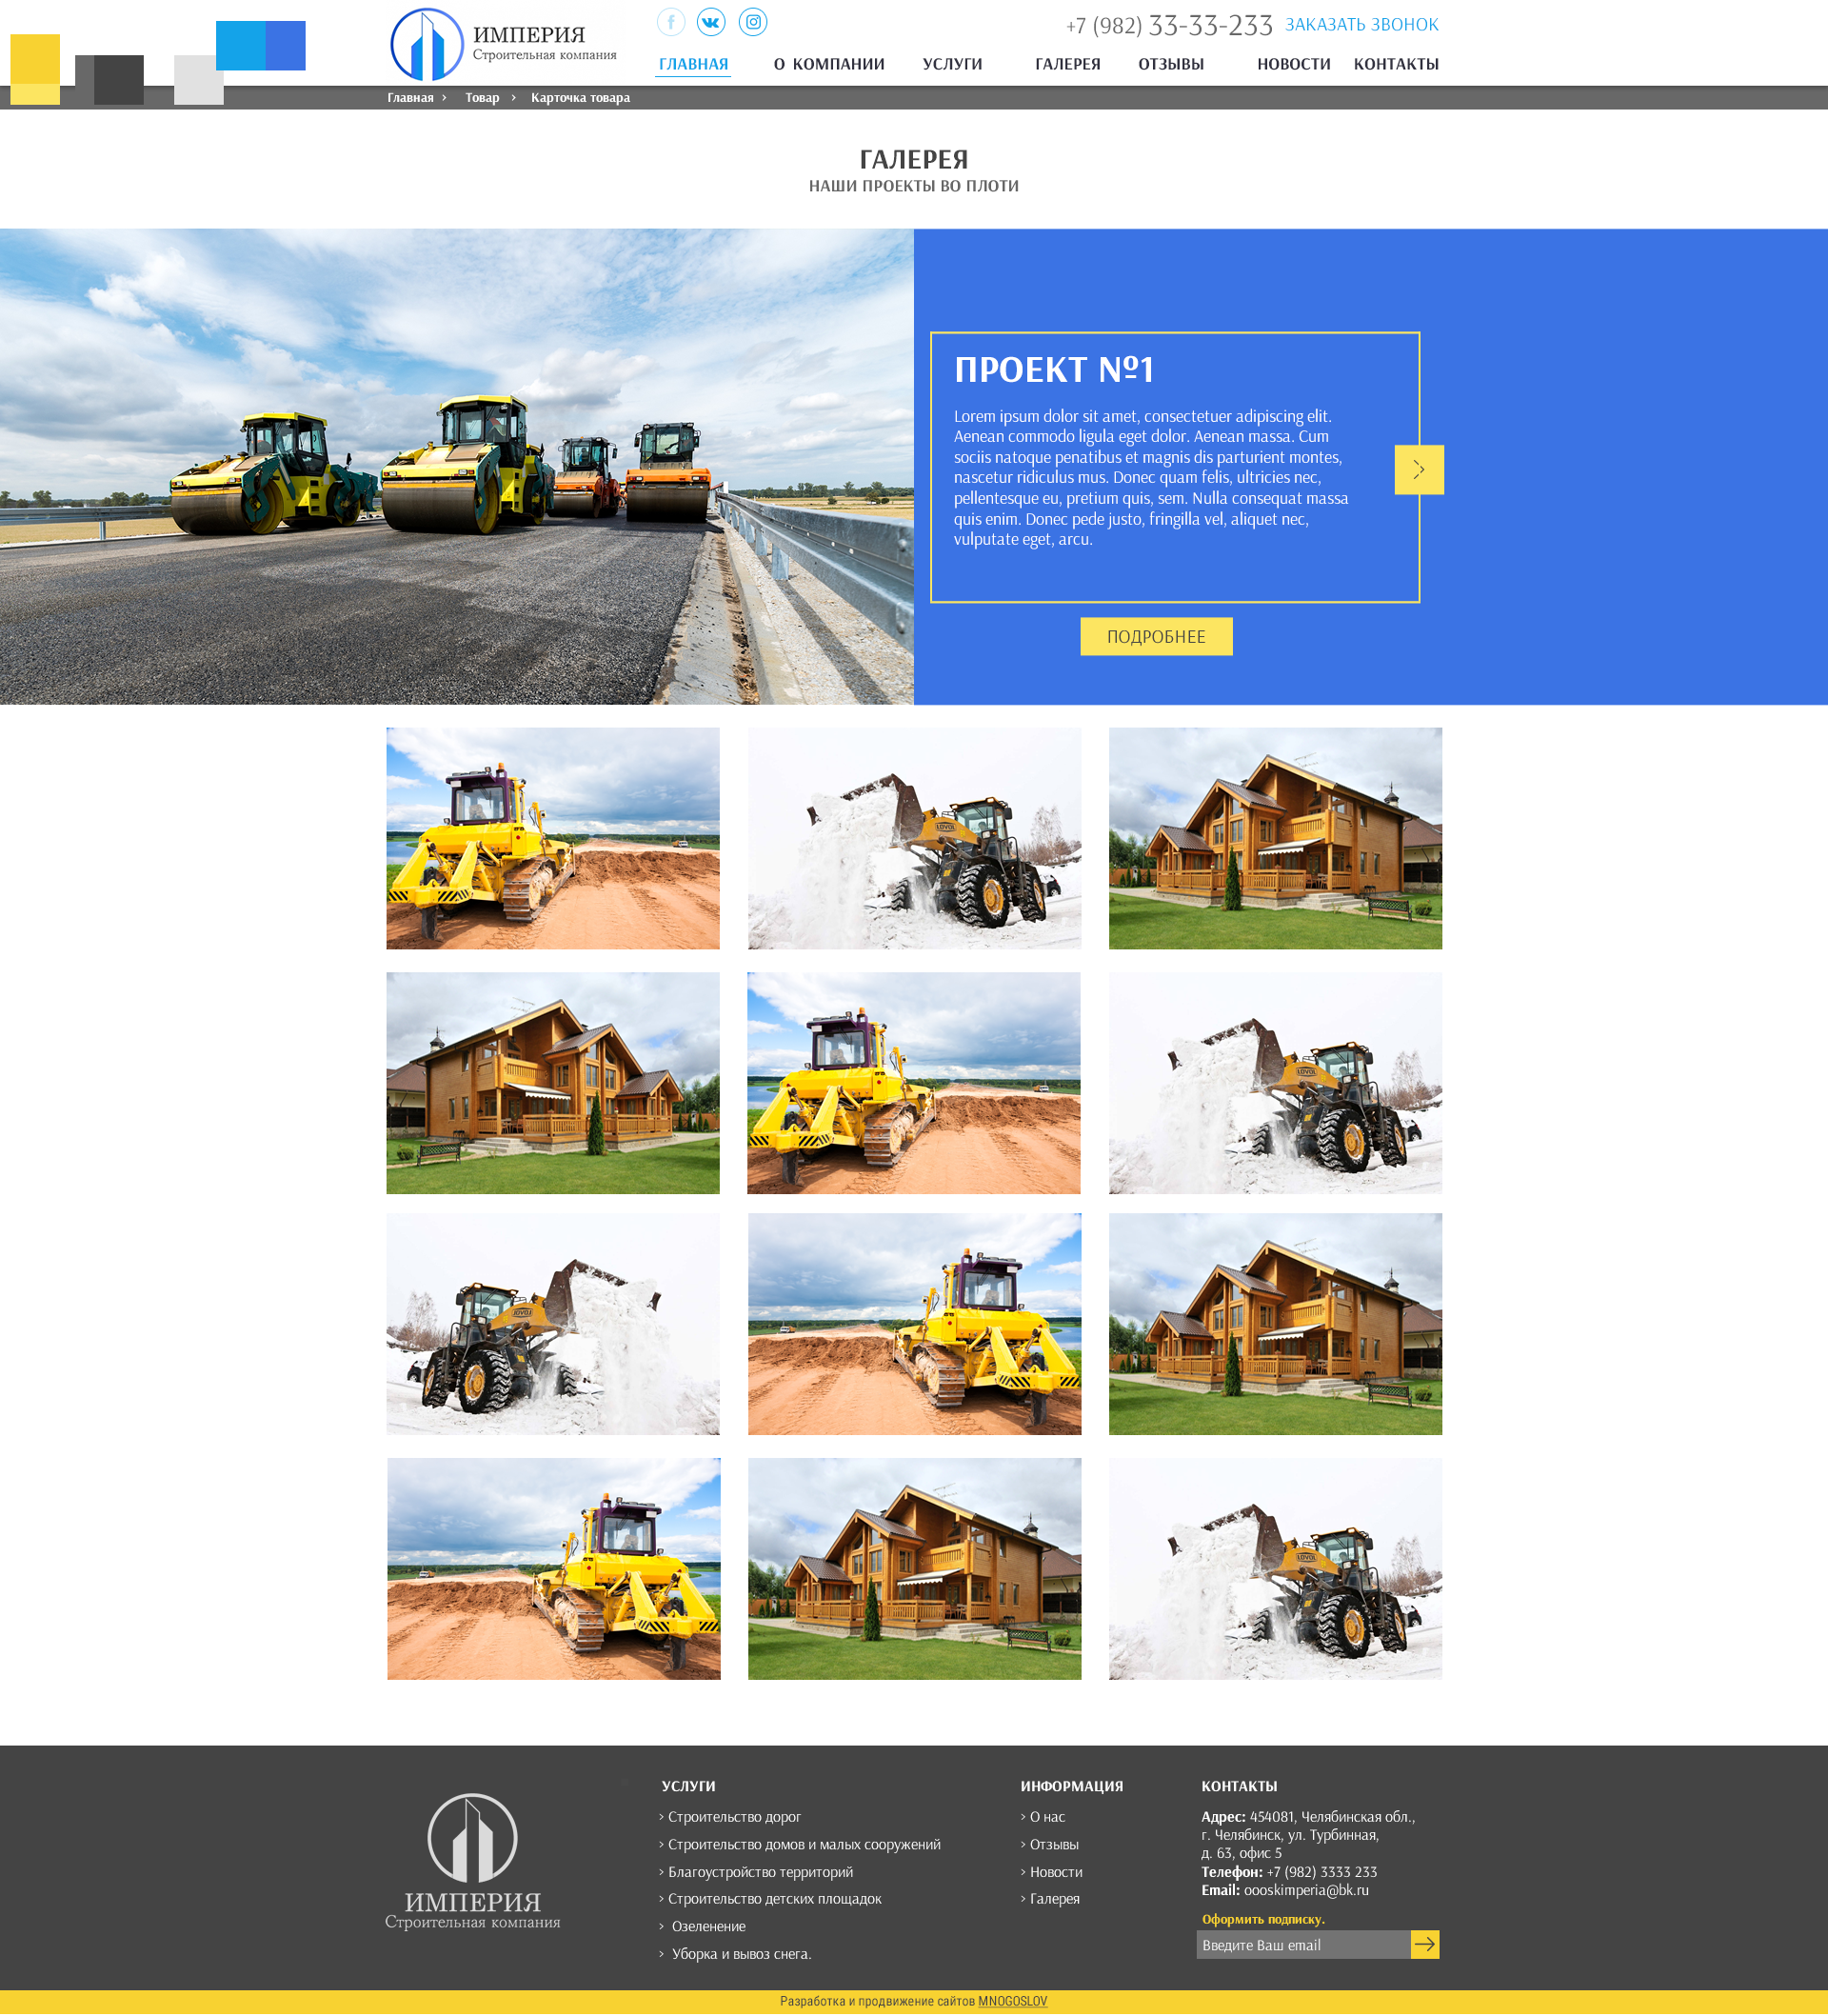 ИМПЕРИЯ
Строительная компания
+7 (982) 33-33-233 ЗАКАЗАТЬ ЗВОНОК
ГЛАВНАЯ О КОМПАНИИ УСЛУГИ ГАЛЕРЕЯ ОТЗЫВЫ НОВОСТИ КОНТАКТЫ
Главная > Товар > Карточка товара
ГАЛЕРЕЯ
НАШИ ПРОЕКТЫ ВО ПЛОТИ
ПРОЕКТ №1
Lorem ipsum dolor sit amet, consectetuer adipiscing elit.
Aenean commodo ligula eget dolor. Aenean massa. Cum
sociis natoque penatibus et magnis dis parturient montes,
nascetur ridiculus mus. Donec quam felis, ultricies nec,
pellentesque eu, pretium quis, sem. Nulla consequat massa
quis enim. Donec pede justo, fringilla vel, aliquet nec,
vulputate eget, arcu.
ПОДРОБНЕЕ
LOVOL
LOVOL
LOVOL
LOVOL
ИМПЕРИЯ
Строительная компания
УСЛУГИ
> Строительство дорог
> Строительство домов и малых сооружений
> Благоустройство территорий
> Строительство детских площадок
> Озеленение
> Уборка и вывоз снега.
ИНФОРМАЦИЯ
> О нас
> Отзывы
> Новости
> Галерея
КОНТАКТЫ
Адрес: 454081, Челябинская обл.,
г. Челябинск, ул. Турбинная,
д. 63, офис 5
Телефон: +7 (982) 3333 233
Email: oooskimperia@bk.ru
Оформить подписку.
Введите Ваш email
Разработка и продвижение сайтов MNOGOSLOV